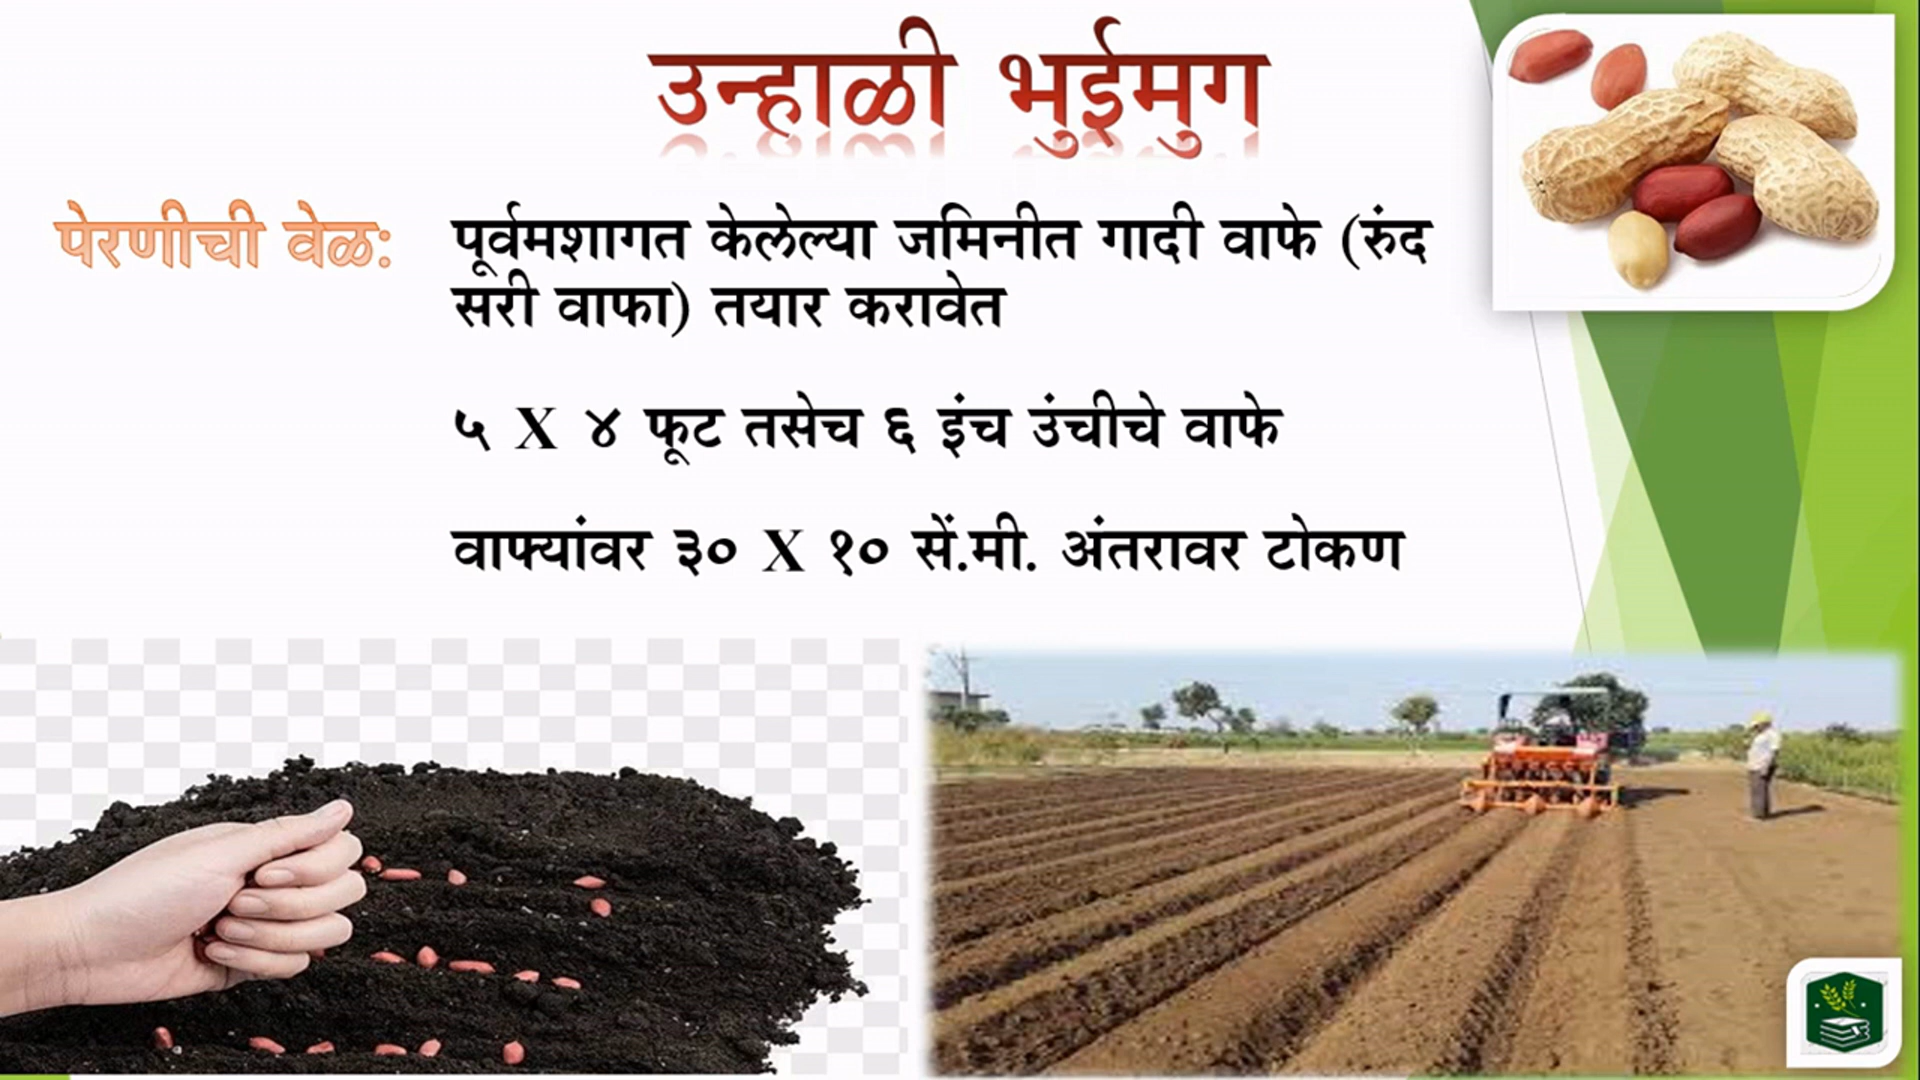 उन्हाळी भुईमुग
पेरणीची वेळ: पूर्वमशागत केलेल्या जमिनीत गादी वाफे (रुंद
सरी वाफा) तयार करावेत
५ X ४ फूट तसेच ६ इंच उंचीचे वाफे
वाफ्यांवर ३० X १० सें.मी. अंतरावर टोकण